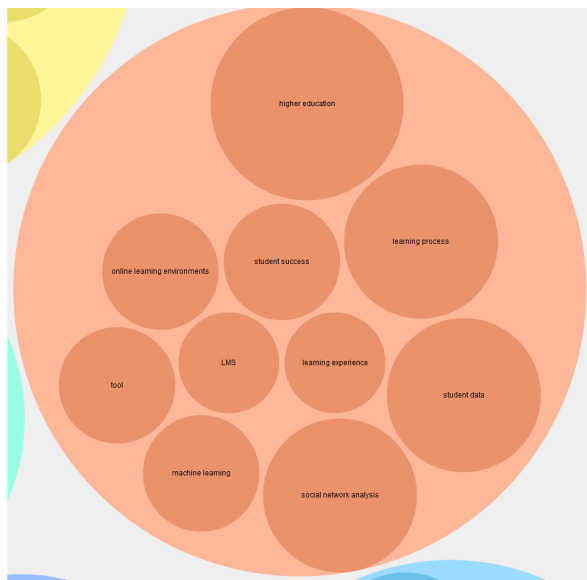 higher education
learning process
student success
online learning environments
LMS
learning experience
tool
student data
machine learning
social network analysis